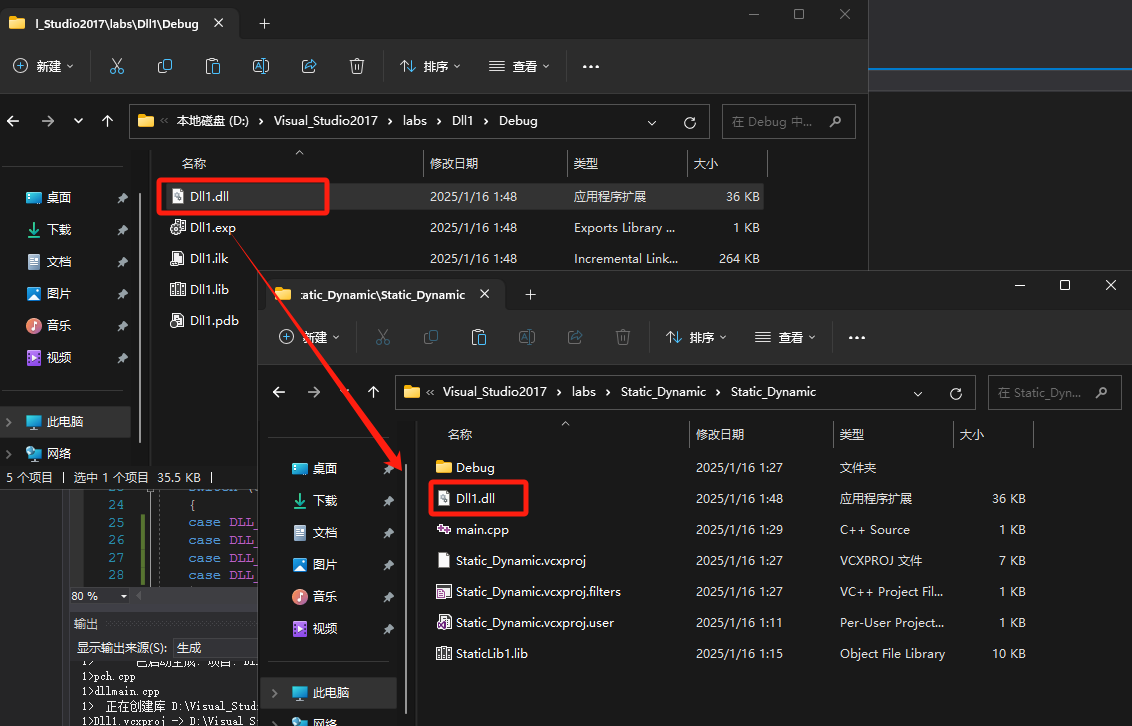 l_Studio2017\labs\Dll1\Debug
新建
排序
查看
本地磁盘 (D:) Visual_Studio2017 labs Dll1 Debug
在 Debug 中...
名称 修改日期 类型 大小
桌面
下载
文档
图片
音乐
视频
此电脑
网络
Dll1.dll 2025/1/16 1:48 应用程序扩展 36 KB
Dll1.exp 2025/1/16 1:48 Exports Library ... 1 KB
Dll1.ilk 2025/1/16 1:48 Incremental Link... 264 KB
Dll1.lib
Dll1.pdb
5 个项目 选中 1 个项目 35.5 KB
24 {
25 case DLL_
26 case DLL_
27 case DLL_
28 case DLL_
80 %
输出
显示输出来源(S): 生成
1>pch.cpp
1>dllmain.cpp
1> 正在创建库 D:\Visual_Studi
1>Dll1.vcxproj -> D:\Visual_S
tatic_Dynamic\Static_Dynamic
新建
排序
查看
Visual_Studio2017 labs Static_Dynamic Static_Dynamic
在 Static_Dyn...
名称 修改日期 类型 大小
桌面
下载
文档
图片
音乐
视频
此电脑
网络
Debug 2025/1/16 1:27 文件夹
Dll1.dll 2025/1/16 1:48 应用程序扩展 36 KB
main.cpp 2025/1/16 1:29 C++ Source 1 KB
Static_Dynamic.vcxproj 2025/1/16 1:27 VCXPROJ 文件 7 KB
Static_Dynamic.vcxproj.filters 2025/1/16 1:27 VC++ Project Fil... 1 KB
Static_Dynamic.vcxproj.user 2025/1/16 1:11 Per-User Project... 1 KB
StaticLib1.lib 2025/1/16 1:15 Object File Library 10 KB